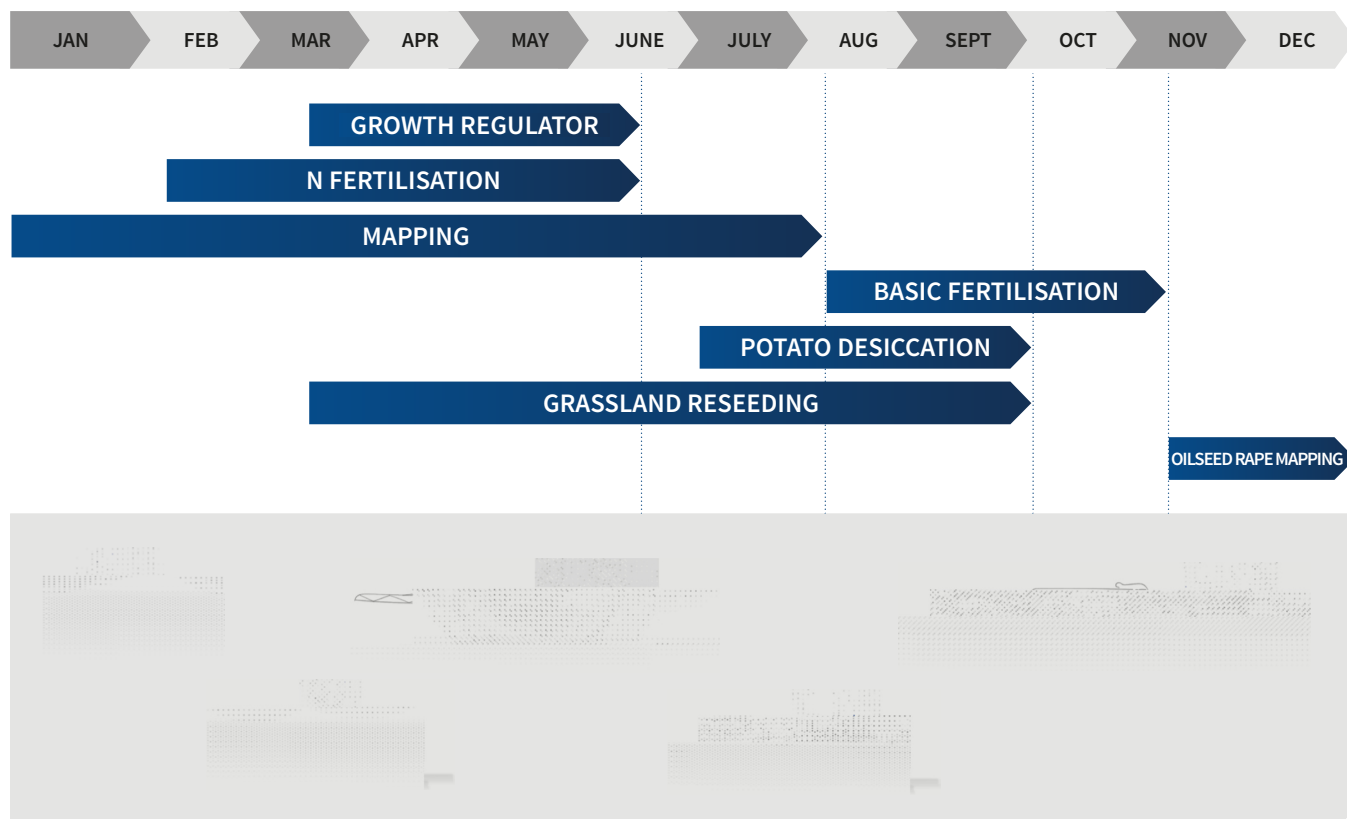 JAN FEB MAR APR MAY JUNE JULY AUG SEPT OCT NOV DEC
GROWTH REGULATOR
N FERTILISATION
MAPPING
BASIC FERTILISATION
POTATO DESICCATION
GRASSLAND RESEEDING
OILSEED RAPE MAPPING